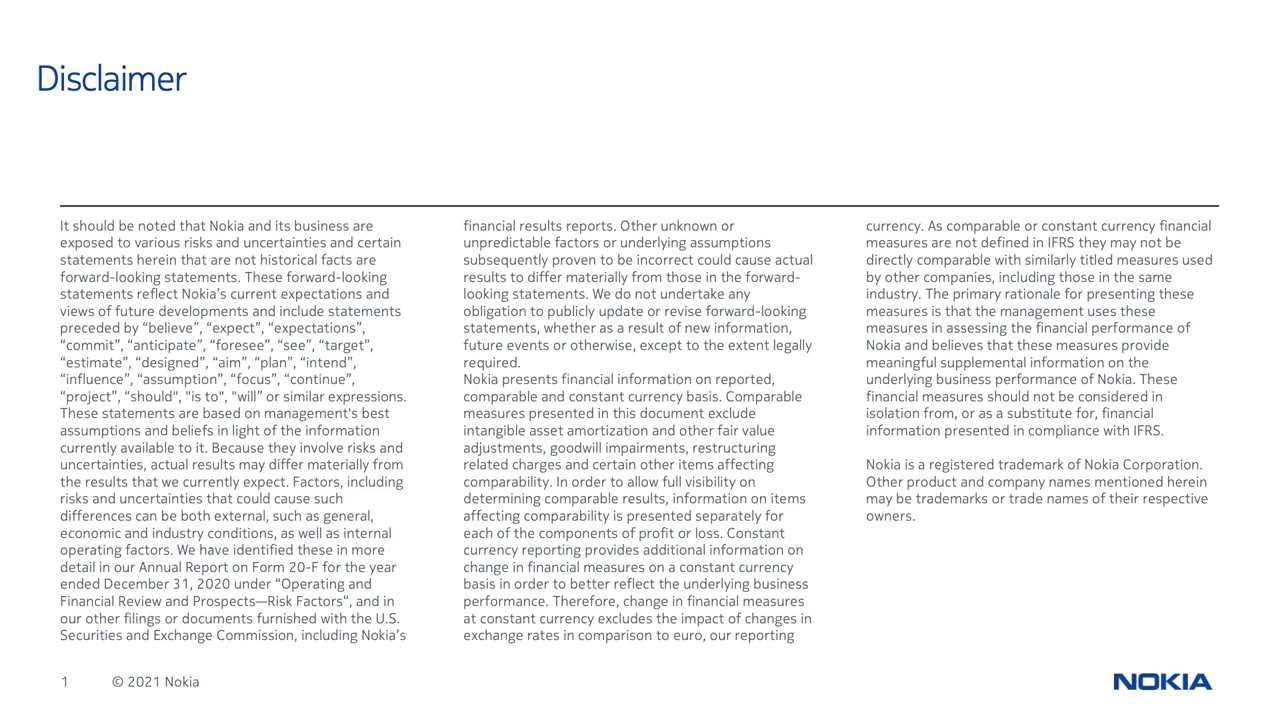 Disclaimer
It should be noted that Nokia and its business are
exposed to various risks and uncertainties and certain
statements herein that are not historical facts are
forward-looking statements. These forward-looking
statements reflect Nokia’s current expectations and
views of future developments and include statements
preceded by “believe”, “expect”, “expectations”,
“commit”, “anticipate”, “foresee”, “see”, “target”,
“estimate”, “designed”, “aim”, “plan”, “intend”,
“influence”, “assumption”, “focus”, “continue”,
“project”, “should", "is to", "will” or similar expressions.
These statements are based on management's best
assumptions and beliefs in light of the information
currently available to it. Because they involve risks and
uncertainties, actual results may differ materially from
the results that we currently expect. Factors, including
risks and uncertainties that could cause such
differences can be both external, such as general,
economic and industry conditions, as well as internal
operating factors. We have identified these in more
detail in our Annual Report on Form 20-F for the year
ended December 31, 2020 under “Operating and
Financial Review and Prospects—Risk Factors“, and in
our other filings or documents furnished with the U.S.
Securities and Exchange Commission, including Nokia’s
financial results reports. Other unknown or
unpredictable factors or underlying assumptions
subsequently proven to be incorrect could cause actual
results to differ materially from those in the forward-
looking statements. We do not undertake any
obligation to publicly update or revise forward-looking
statements, whether as a result of new information,
future events or otherwise, except to the extent legally
required.
Nokia presents financial information on reported,
comparable and constant currency basis. Comparable
measures presented in this document exclude
intangible asset amortization and other fair value
adjustments, goodwill impairments, restructuring
related charges and certain other items affecting
comparability. In order to allow full visibility on
determining comparable results, information on items
affecting comparability is presented separately for
each of the components of profit or loss. Constant
currency reporting provides additional information on
change in financial measures on a constant currency
basis in order to better reflect the underlying business
performance. Therefore, change in financial measures
at constant currency excludes the impact of changes in
exchange rates in comparison to euro, our reporting
currency. As comparable or constant currency financial
measures are not defined in IFRS they may not be
directly comparable with similarly titled measures used
by other companies, including those in the same
industry. The primary rationale for presenting these
measures is that the management uses these
measures in assessing the financial performance of
Nokia and believes that these measures provide
meaningful supplemental information on the
underlying business performance of Nokia. These
financial measures should not be considered in
isolation from, or as a substitute for, financial
information presented in compliance with IFRS.
Nokia is a registered trademark of Nokia Corporation.
Other product and company names mentioned herein
may be trademarks or trade names of their respective
owners.
1 © 2021 Nokia
NOKIA